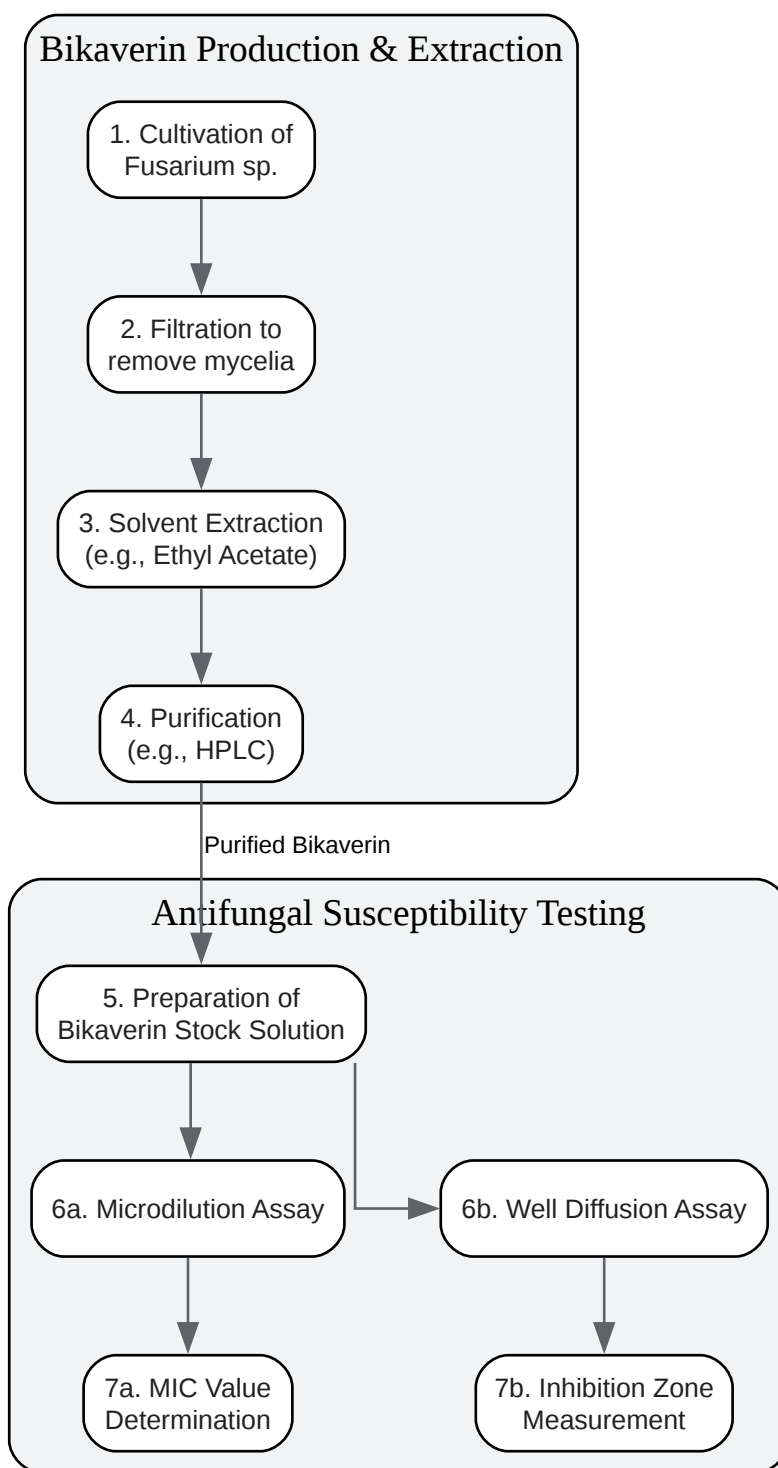 Bikaverin Production & Extraction
1. Cultivation of
Fusarium sp.
2. Filtration to
remove mycelia
3. Solvent Extraction
(e.g., Ethyl Acetate)
4. Purification
(e.g., HPLC)
Purified Bikaverin
Antifungal Susceptibility Testing
5. Preparation of
Bikaverin Stock Solution
6a. Microdilution Assay
6b. Well Diffusion Assay
7a. MIC Value
Determination
7b. Inhibition Zone
Measurement